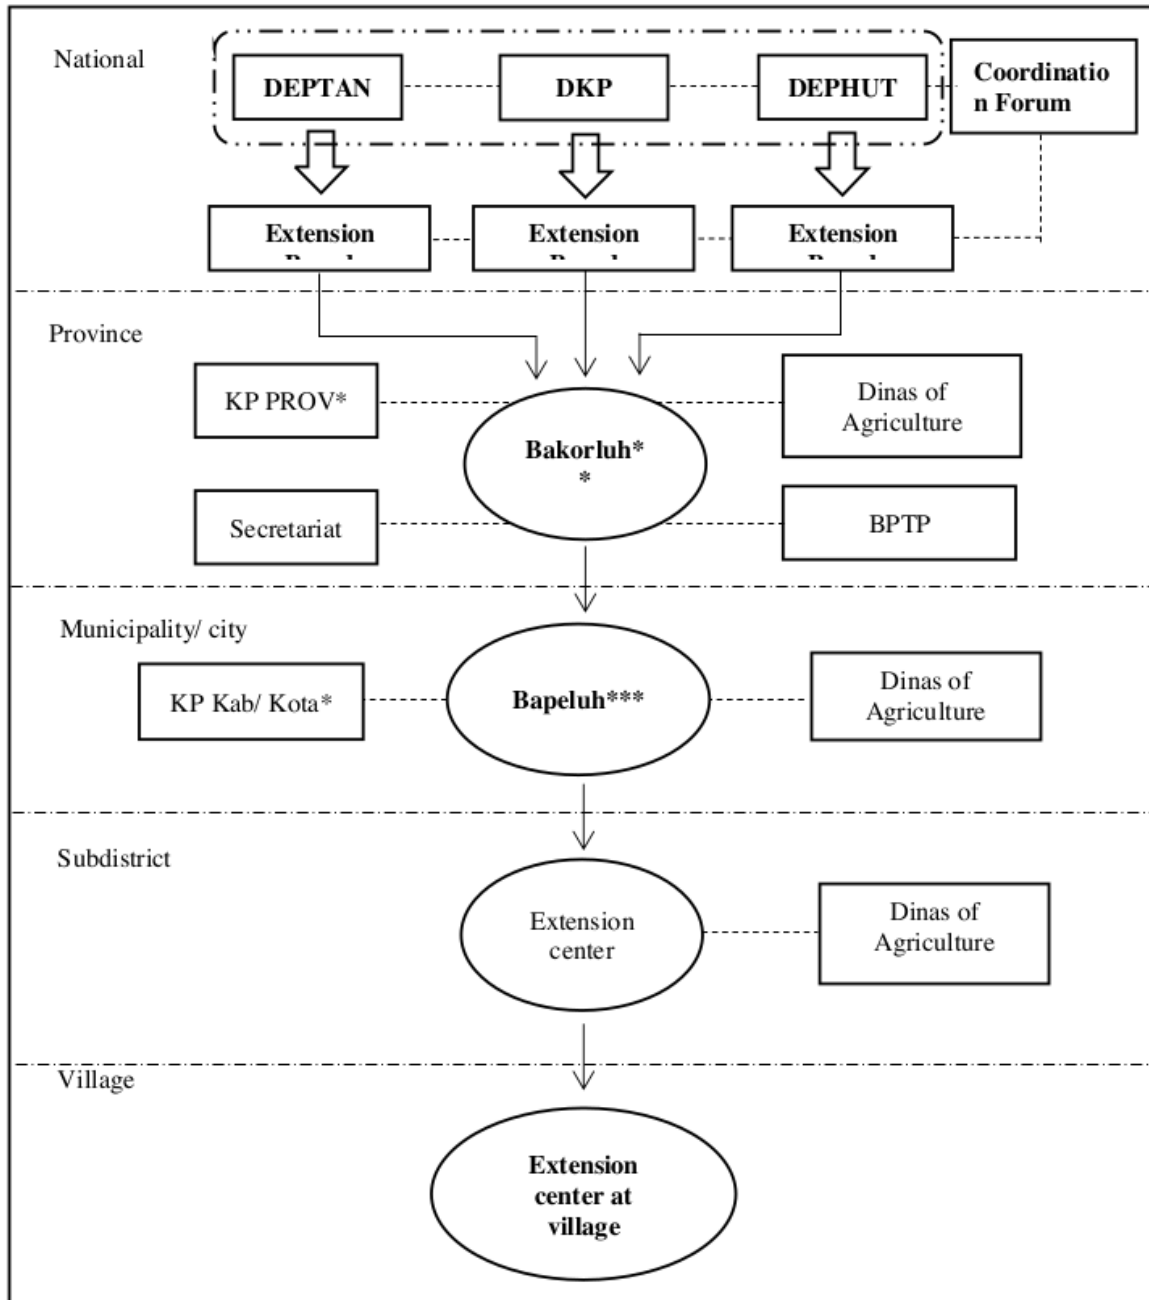 National
DEPTAN
DKP
DEPHUT
Coordinatio
n Forum
Extension
Extension
Extension
Province
KP PROV*
Dinas of
Agriculture
Bakorluh*
*
Secretariat
BPTP
Municipality/ city
KP Kab/ Kota*
Bapeluh***
Dinas of
Agriculture
Subdistrict
Extension
center
Dinas of
Agriculture
Village
Extension
center at
village